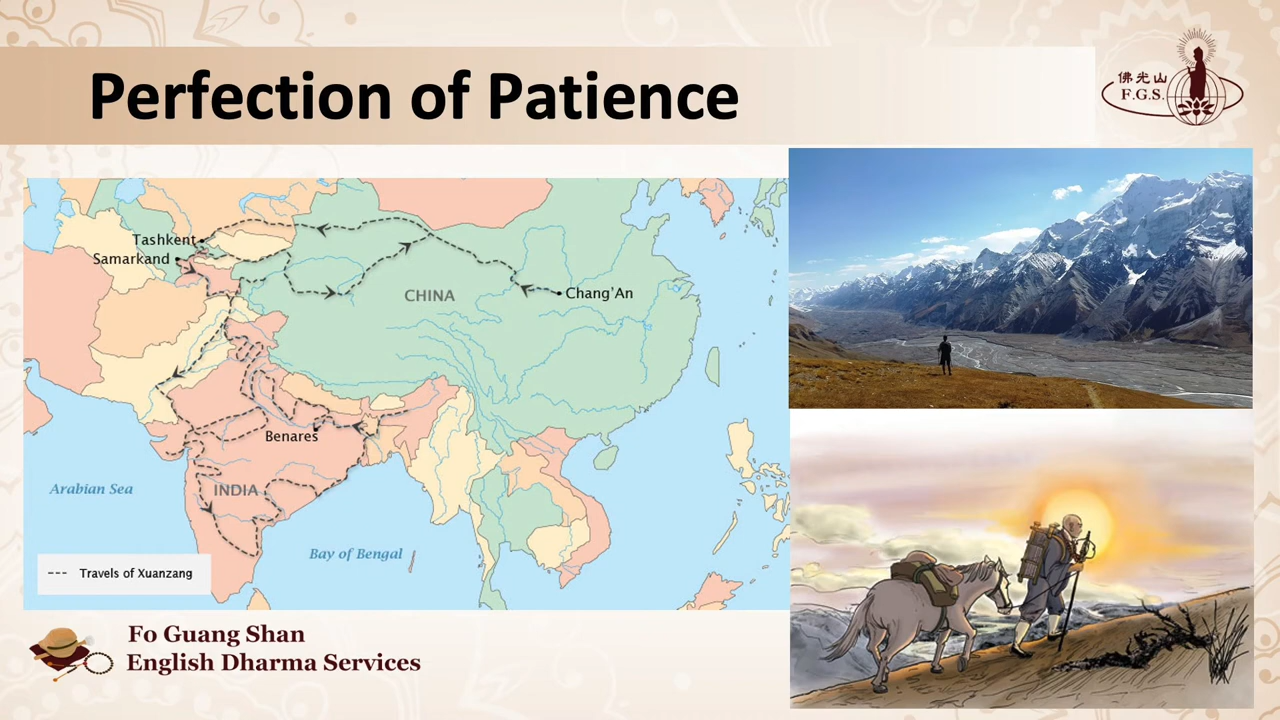 Perfection of Patience
佛光山
F.G.S.
Tashkent
Samarkand
CHINA
Chang'An
Benares
Arabian Sea
INDIA
Bay of Bengal
--- Travels of Xuanzang
Fo Guang Shan
English Dharma Services